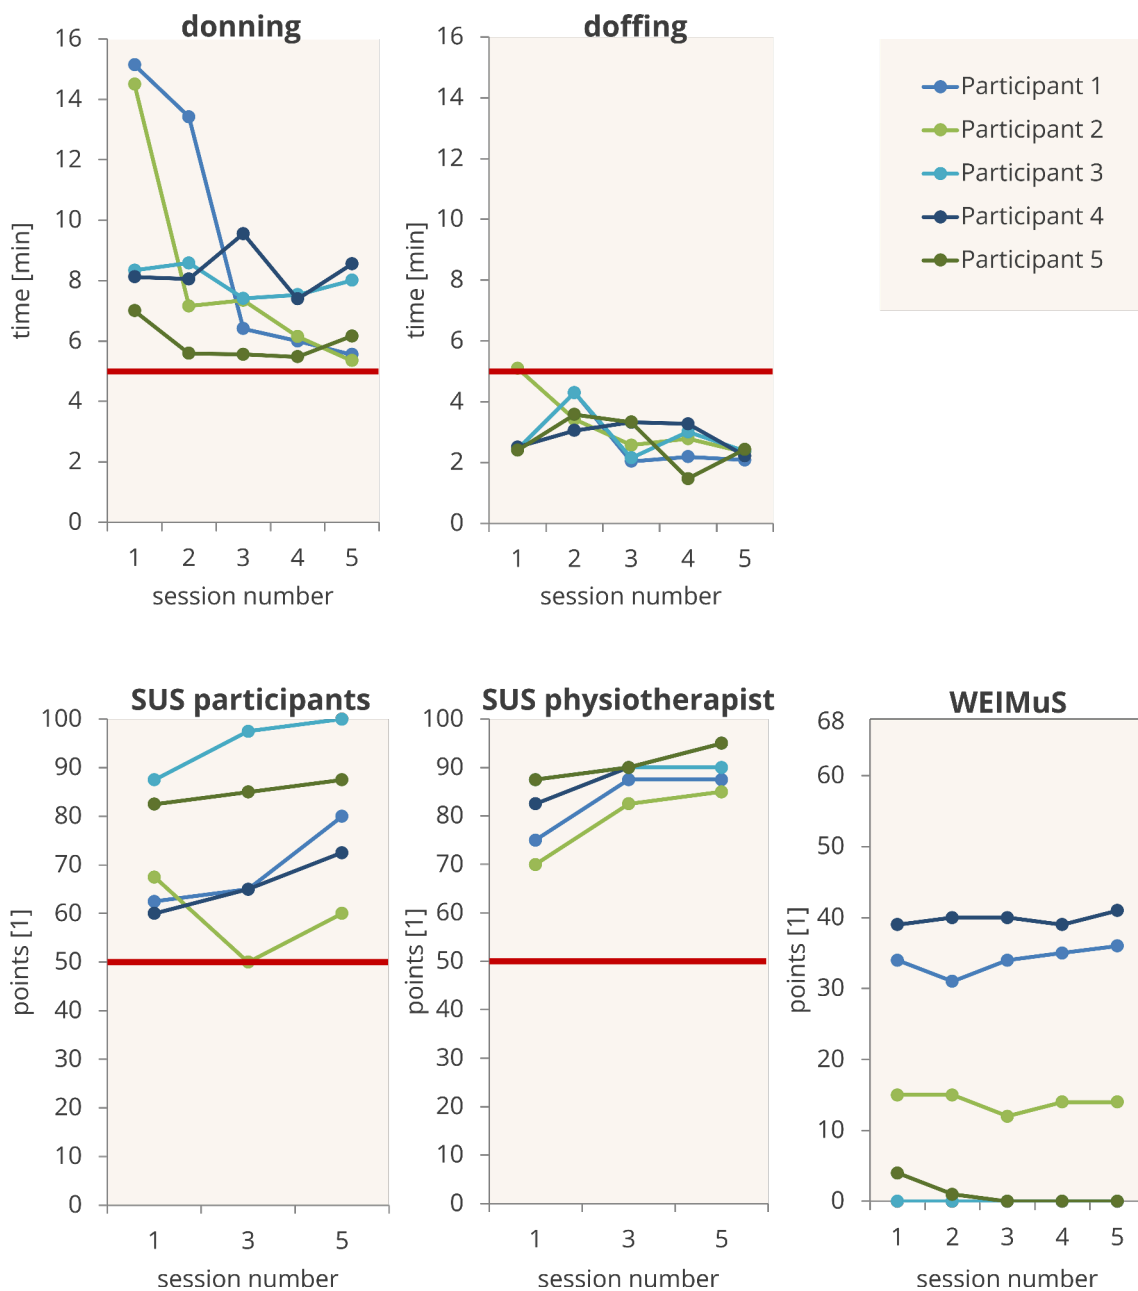 donning
16
14
12
10
8
6
4
2
0
time [min]
1 2 3 4 5
session number
doffing
16
14
12
10
8
6
4
2
0
time [min]
1 2 3 4 5
session number
Participant 1
Participant 2
Participant 3
Participant 4
Participant 5
SUS participants
100
90
80
70
60
50
40
30
20
10
0
points [1]
1 3 5
session number
SUS physiotherapist
100
90
80
70
60
50
40
30
20
10
0
points [1]
1 3 5
session number
WEIMuS
68
60
50
40
30
20
10
0
points [1]
1 2 3 4 5
session number